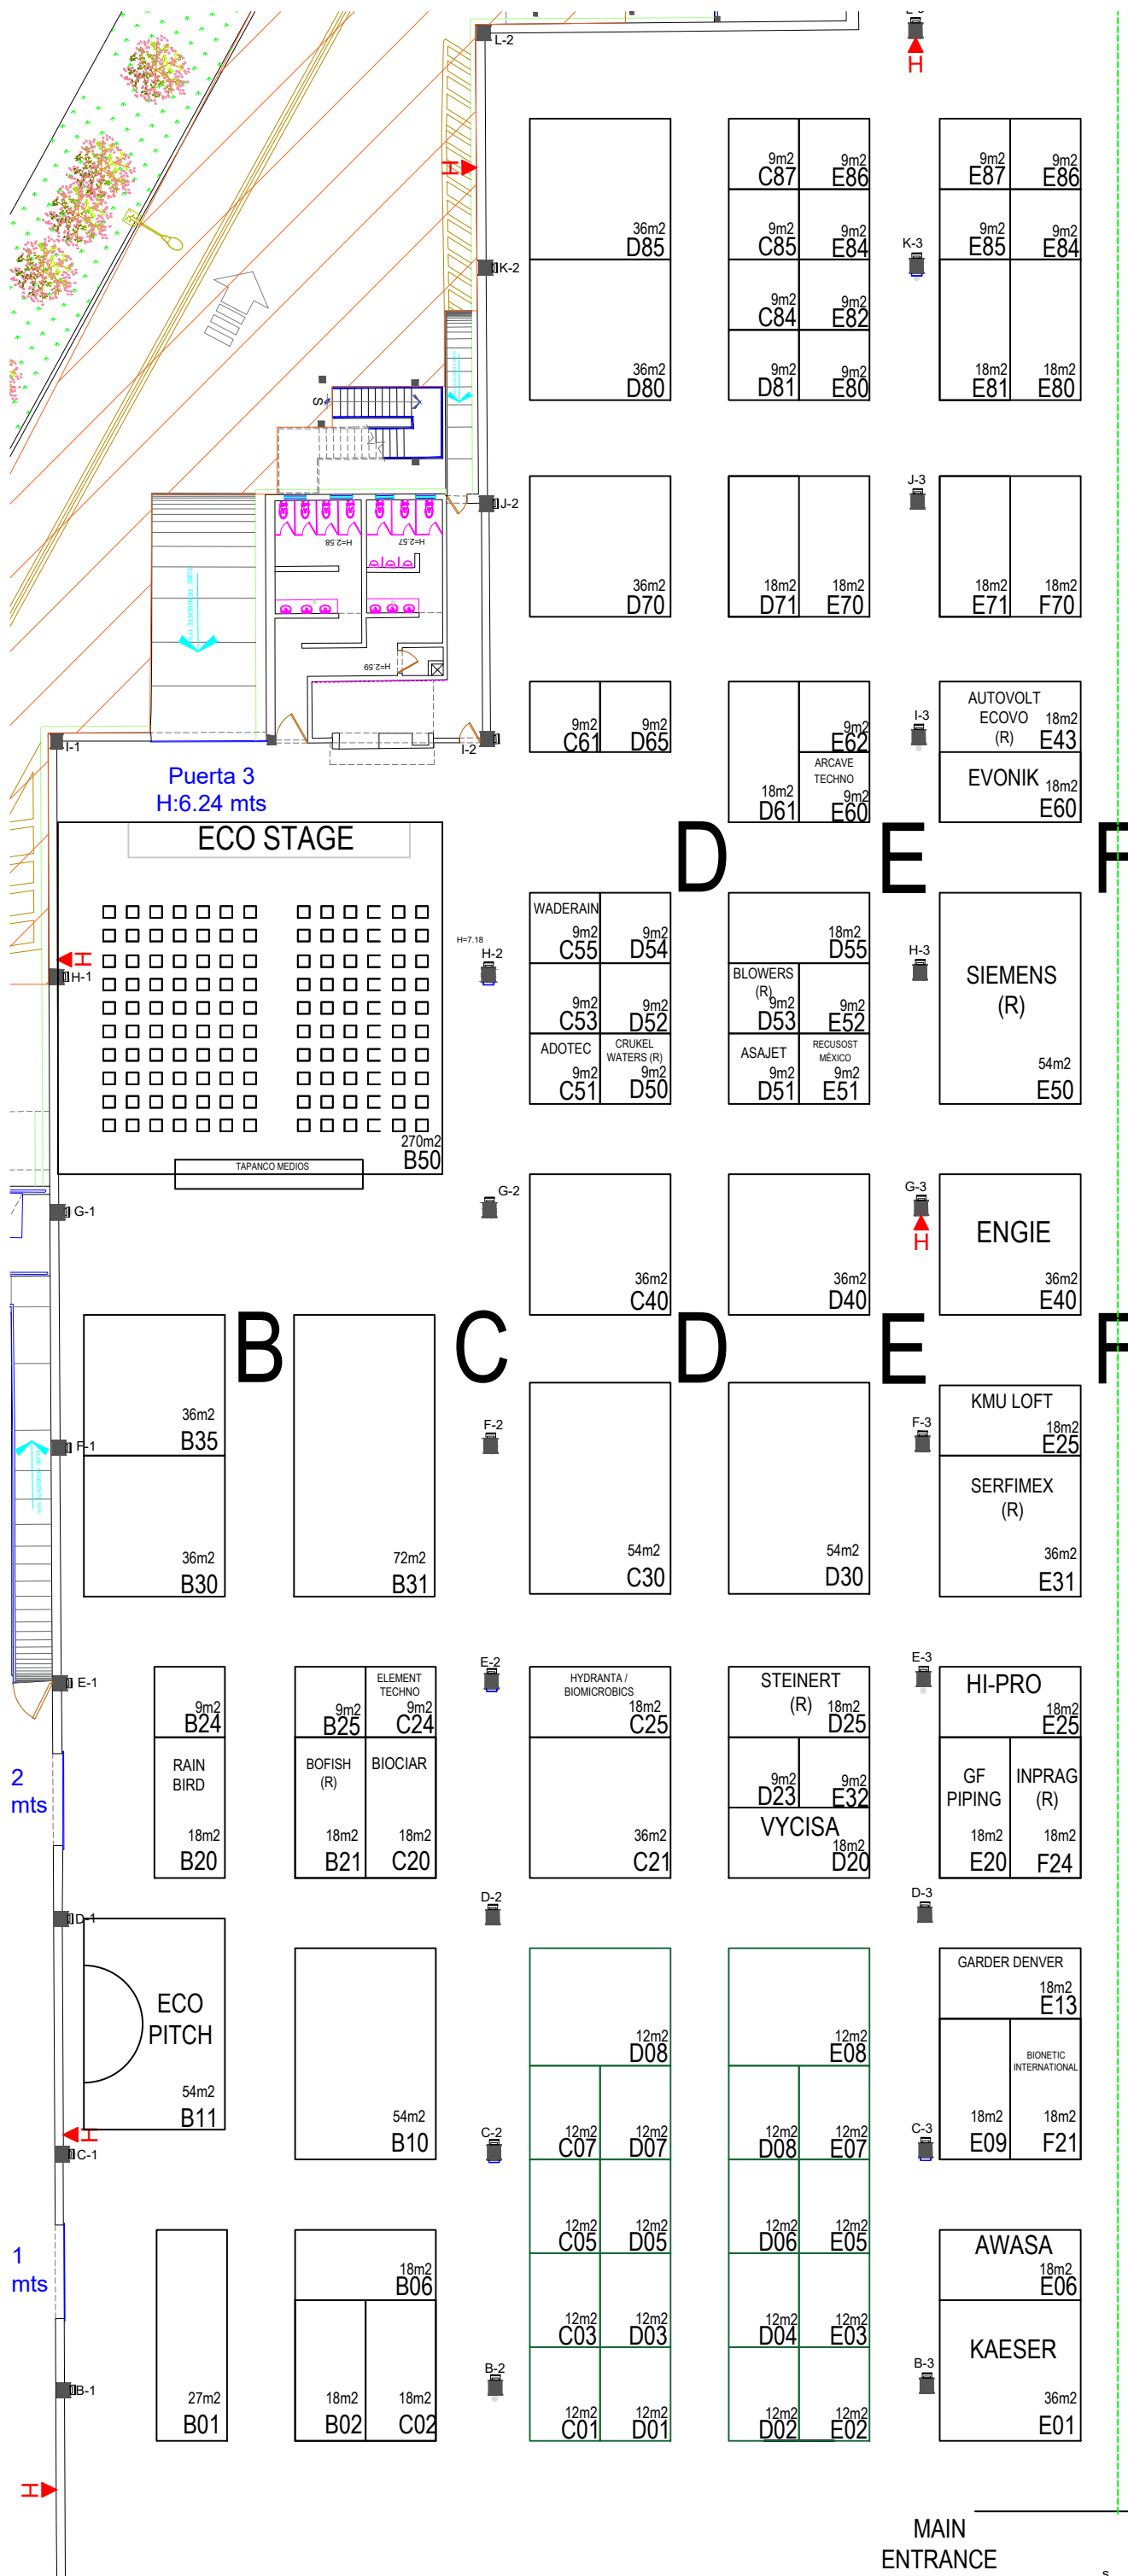 L-2
H
H
9m2
C87
9m2
E86
9m2
E87
9m2
E86
36m2
D85
9m2
C85
9m2
E84
9m2
E85
9m2
E84
K-2
K-3
36m2
D80
9m2
C84
9m2
E82
9m2
D81
9m2
E80
18m2
E81
18m2
E80
S
J-2
J-3
H=2.58
H=2.57
H=2.59
36m2
D70
18m2
D71
18m2
E70
18m2
E71
18m2
F70
I-1
I-2
I-3
9m2
C61
9m2
D65
18m2
D61
9m2
E62
ARCAVE
TECHNO
9m2
E60
AUTOVOLT
ECOVO
(R)
18m2
E43
EVONIK
18m2
E60
Puerta 3
H:6.24 mts
ECO STAGE
D
E
F
H
H-1
H=7.18
H-2
H-3
WADERAIN
9m2
C55
9m2
D54
18m2
D55
9m2
C53
9m2
D52
BLOWERS
(R)
9m2
D53
9m2
E52
ADOTEC
9m2
C51
CRUKEL
WATERS (R)
9m2
D50
ASAJET
9m2
D51
RECUSOST
MÉXICO
9m2
E51
SIEMENS
(R)
54m2
E50
270m2
B50
TAPANCO MEDIOS
G-1
G-2
G-3
H
36m2
C40
36m2
D40
ENGIE
36m2
E40
B
C
D
E
F
36m2
B35
F-1
F-2
F-3
36m2
B30
72m2
B31
54m2
C30
54m2
D30
KMU LOFT
18m2
E25
SERFIMEX
(R)
36m2
E31
E-1
E-2
E-3
9m2
B24
9m2
B25
ELEMENT
TECHNO
9m2
C24
HYDRANTA /
BIOMICROBICS
18m2
C25
STEINERT
(R)
18m2
D25
HI-PRO
18m2
E25
2
mts
RAIN
BIRD
18m2
B20
BOFISH
(R)
18m2
B21
BIOCIAR
18m2
C20
36m2
C21
9m2
D23
9m2
E32
VYCISA
18m2
D20
GF
PIPING
18m2
E20
INPRAG
(R)
18m2
F24
D-1
D-2
D-3
ECO
PITCH
54m2
B11
54m2
B10
12m2
D08
12m2
E08
GARDER DENVER
18m2
E13
18m2
E09
BIONETIC
INTERNATIONAL
18m2
F21
H
C-1
C-2
C-3
12m2
C07
12m2
D07
12m2
D08
12m2
E07
12m2
C05
12m2
D05
12m2
D06
12m2
E05
1
mts
18m2
B06
12m2
C03
12m2
D03
12m2
D04
12m2
E03
AWASA
18m2
E06
B-1
B-2
B-3
27m2
B01
18m2
B02
18m2
C02
12m2
C01
12m2
D01
12m2
D02
12m2
E02
KAESER
36m2
E01
H
MAIN
ENTRANCE
s